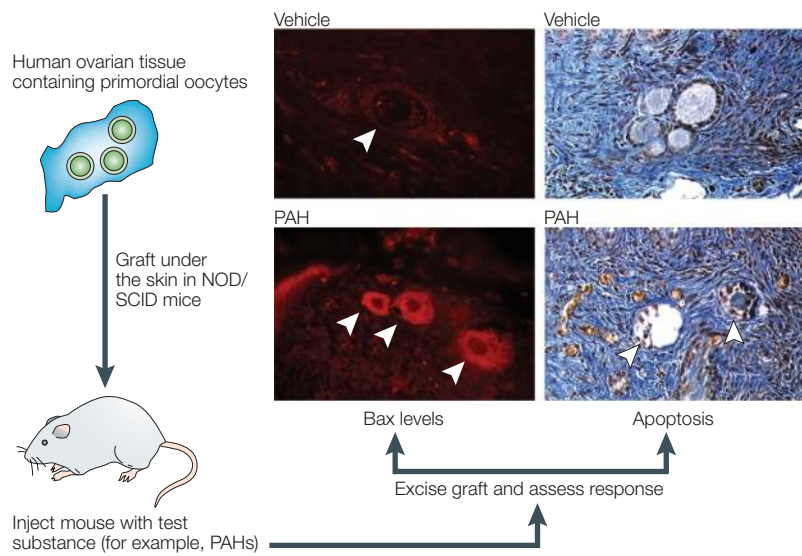 Human ovarian tissue
containing primordial oocytes
Graft under
the skin in NOD/
SCID mice
Inject mouse with test
substance (for example, PAHs)
Vehicle
Vehicle
PAH
PAH
Bax levels
Apoptosis
Excise graft and assess response